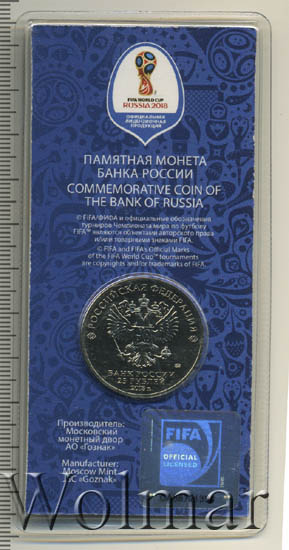 FIFA WORLD CUP
RUSSIA 2018
ОФИЦИАЛЬНАЯ
ЛИЦЕНЗИОННАЯ
ПРОДУКЦИЯ
ПАМЯТНАЯ МОНЕТА
БАНКА РОССИИ
COMMEMORATIVE COIN OF
THE BANK OF RUSSIA
© FIFA/ФИФА и официальные обозначения
турниров Чемпионата мира по футболу
FIFA™ являются объектами авторского права
и/или товарными знаками FIFA.
© FIFA and FIFA's Official Marks
of the FIFA World Cup™ tournaments
are copyrights and/or trademarks of FIFA.
РОССИЙСКАЯ ФЕДЕРАЦИЯ
БАНК РОССИИ
25 РУБЛЕЙ
2018 г.
Производитель:
Московский
монетный двор
АО «Гознак»
Manufacturer:
Moscow Mint
JSC «Goznak»
FIFA
OFFICIAL
LICENSED
Wolmar